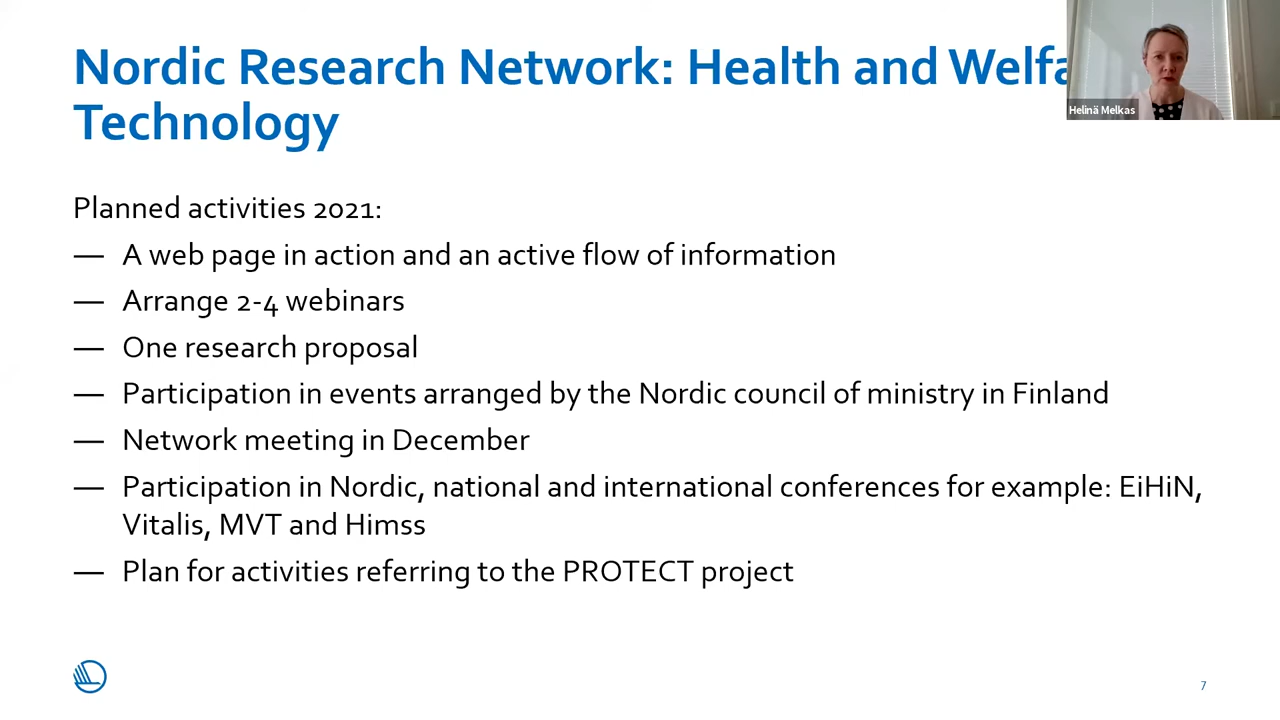 Nordic Research Network: Health and Welfa
Technology
Helinä Melkas
Planned activities 2021:
— A web page in action and an active flow of information
— Arrange 2-4 webinars
— One research proposal
— Participation in events arranged by the Nordic council of ministry in Finland
— Network meeting in December
— Participation in Nordic, national and international conferences for example: EiHiN,
Vitalis, MVT and Himss
— Plan for activities referring to the PROTECT project
7